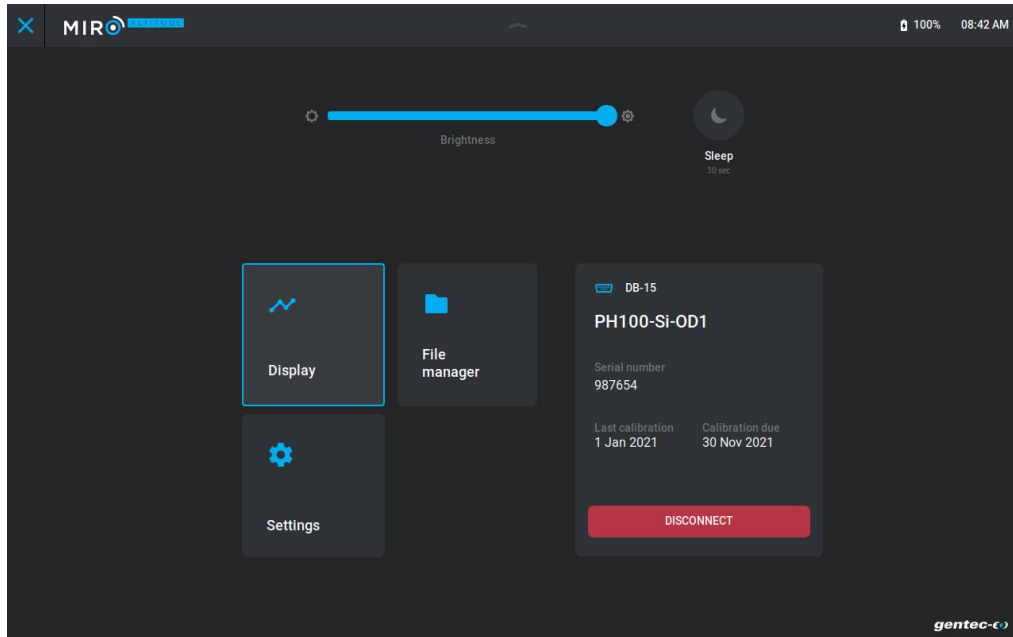 MIRO ALTITUDE
100% 08:42 AM
Brightness
Sleep
30 sec
Display
File
manager
Settings
DB-15
PH100-Si-OD1
Serial number
987654
Last calibration Calibration due
1 Jan 2021 30 Nov 2021
DISCONNECT
gentec-eo